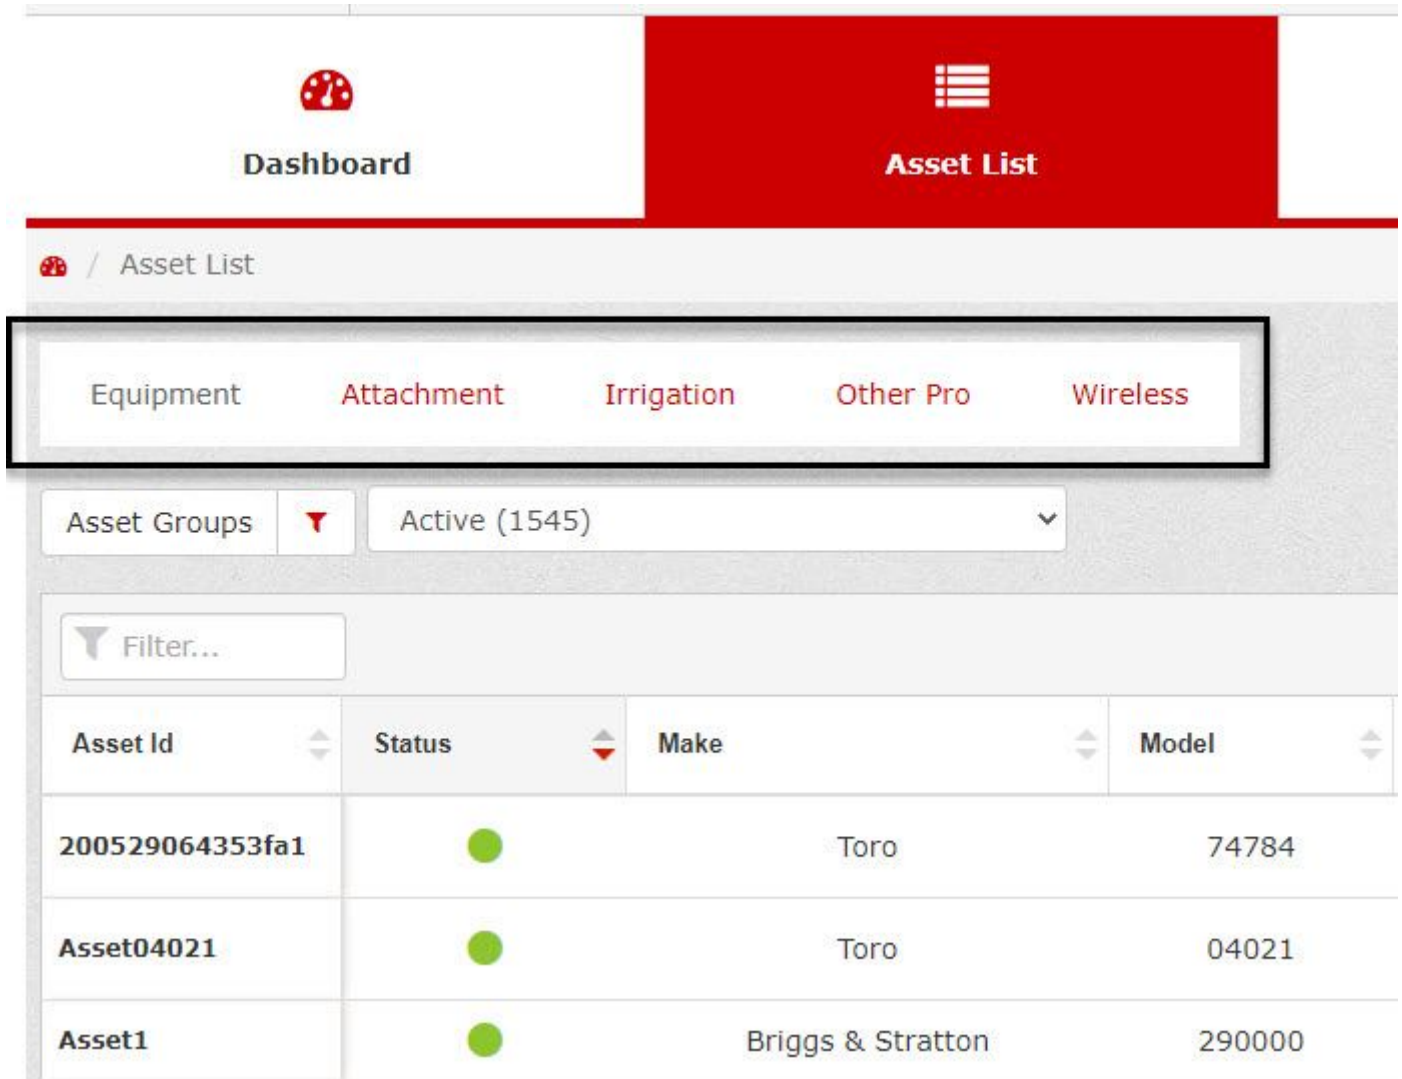 Dashboard
Asset List
/ Asset List
Equipment Attachment Irrigation Other Pro Wireless
Asset Groups Active (1545)
Filter...
Asset Id Status Make Model
200529064353fa1 Toro 74784
Asset04021 Toro 04021
Asset1 Briggs & Stratton 290000